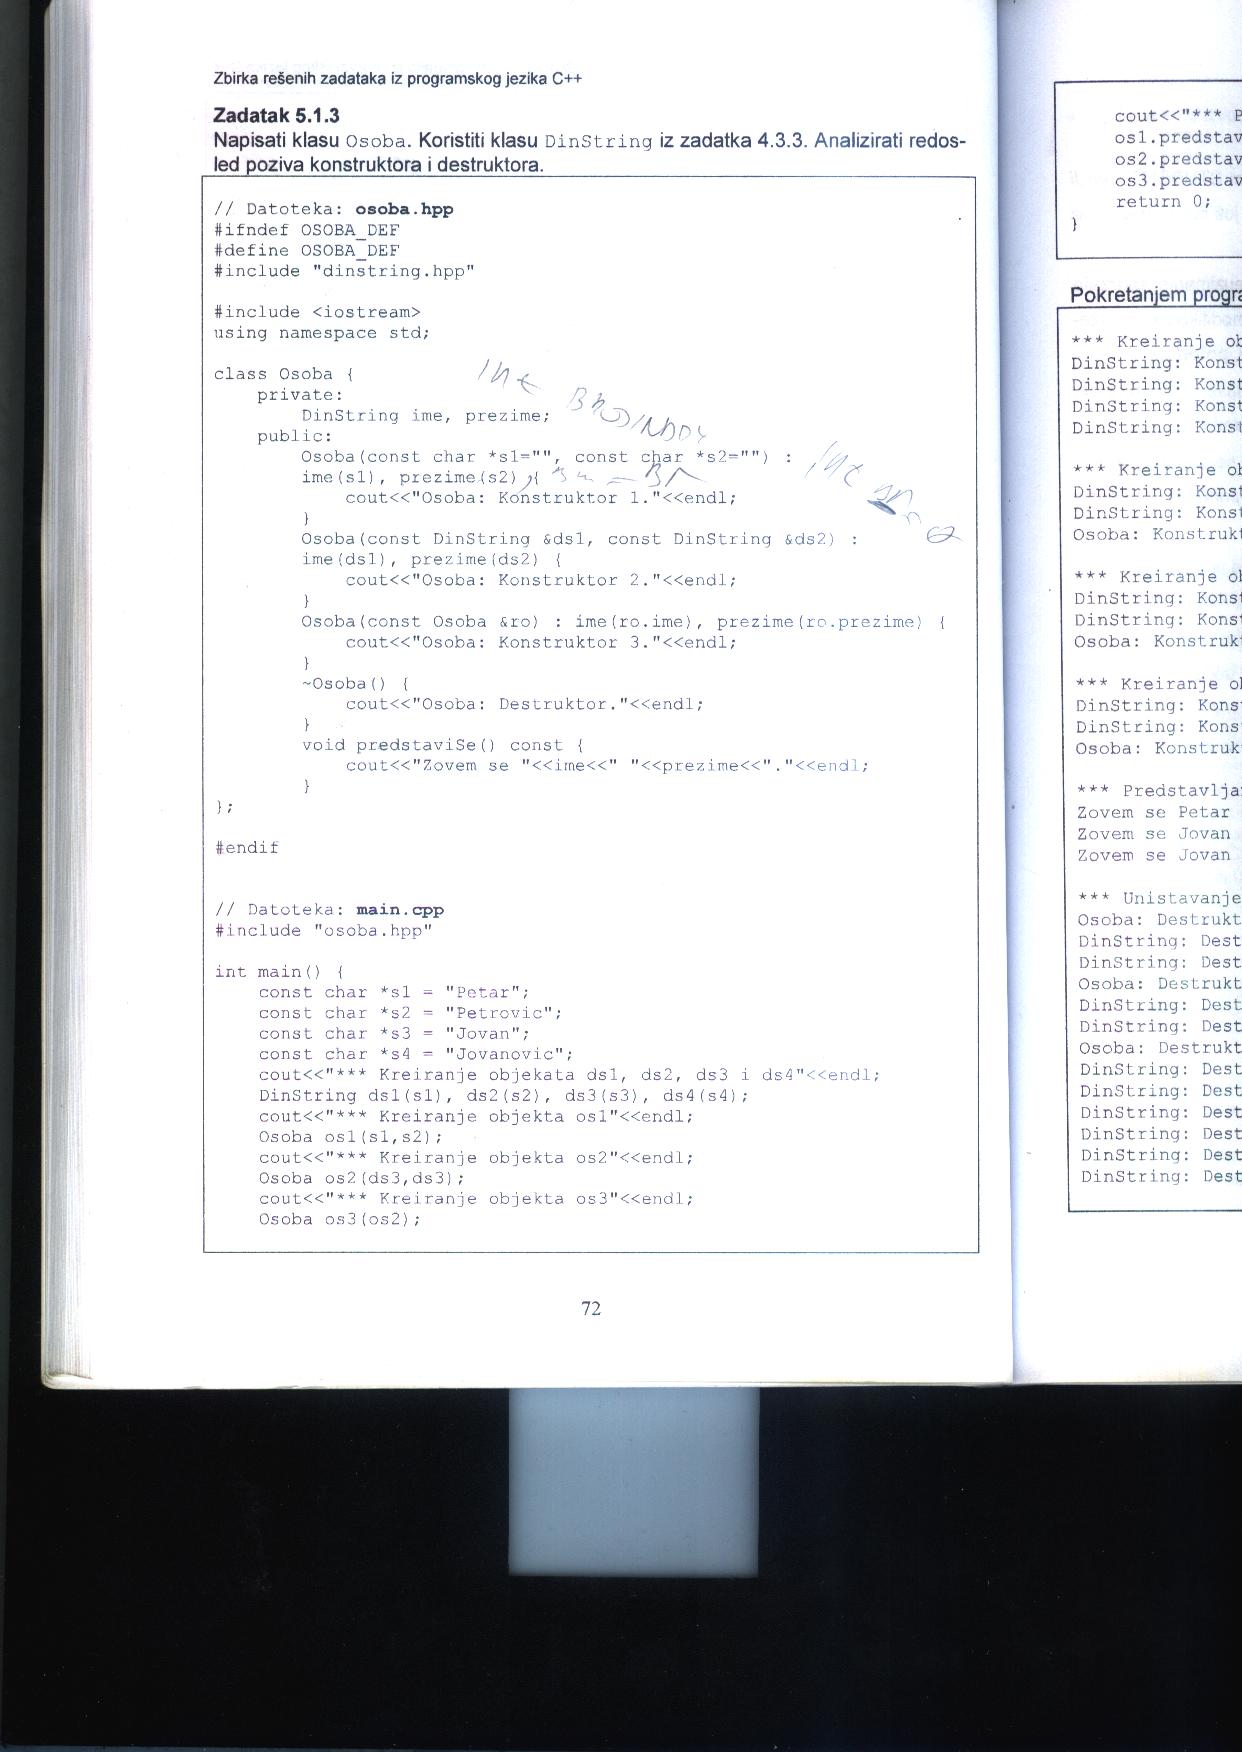 Zbirka rešenih zadataka iz programskog jezika C++
Zadatak 5.1.3
Napisati klasu Osoba. Koristiti klasu DinString iz zadatka 4.3.3. Analizirati redos-
led poziva konstruktora i destruktora.
// Datoteka: osoba.hpp
#ifndef OSOBA_DEF
#define OSOBA_DEF
#include "dinstring.hpp"
#include <iostream>
using namespace std;
class Osoba {
private:
DinString ime, prezime;
public:
Osoba(const char *s1="", const char *s2="") :
ime(s1), prezime(s2) {
cout<<"Osoba: Konstruktor 1."<<endl;
}
Osoba(const DinString &ds1, const DinString &ds2) :
ime(ds1), prezime(ds2) {
cout<<"Osoba: Konstruktor 2."<<endl;
}
Osoba(const Osoba &ro) : ime(ro.ime), prezime(ro.prezime) {
cout<<"Osoba: Konstruktor 3."<<endl;
}
~Osoba() {
cout<<"Osoba: Destruktor."<<endl;
}
void predstaviSe() const {
cout<<"Zovem se "<<ime<<" "<<prezime<<"."<<endl;
}
};
#endif
// Datoteka: main.cpp
#include "osoba.hpp"
int main() {
const char *s1 = "Petar";
const char *s2 = "Petrovic";
const char *s3 = "Jovan";
const char *s4 = "Jovanovic";
cout<<"*** Kreiranje objekata ds1, ds2, ds3 i ds4"<<endl;
DinString ds1(s1), ds2(s2), ds3(s3), ds4(s4);
cout<<"*** Kreiranje objekta os1"<<endl;
Osoba os1(s1,s2);
cout<<"*** Kreiranje objekta os2"<<endl;
Osoba os2(ds3,ds3);
cout<<"*** Kreiranje objekta os3"<<endl;
Osoba os3(os2);
72
cout<<"*** P
os1.predstav
os2.predstav
os3.predstav
return 0;
}
Pokretanjem progra
*** Kreiranje ob
DinString: Konst
DinString: Konst
DinString: Konst
DinString: Konst
*** Kreiranje ob
DinString: Konst
DinString: Konst
Osoba: Konstrukt
*** Kreiranje ob
DinString: Konst
DinString: Konst
Osoba: Konstruk
*** Kreiranje ob
DinString: Kons
DinString: Kons
Osoba: Konstruk
*** Predstavlja
Zovem se Petar
Zovem se Jovan
Zovem se Jovan
*** Unistavanje
Osoba: Destrukt
DinString: Dest
DinString: Dest
Osoba: Destrukt
DinString: Dest
DinString: Dest
Osoba: Destrukt
DinString: Dest
DinString: Dest
DinString: Dest
DinString: Dest
DinString: Dest
DinString: Dest